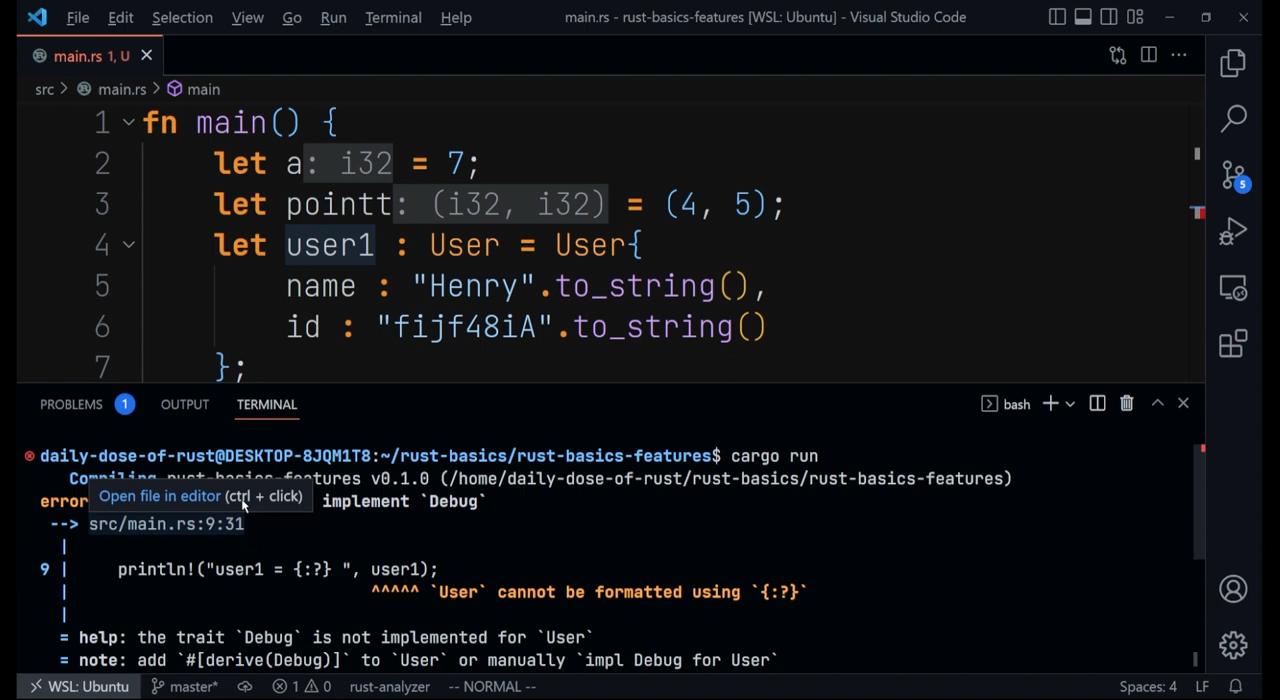 File Edit Selection View Go Run Terminal Help main.rs - rust-basics-features [WSL: Ubuntu] - Visual Studio Code
main.rs 1, U
src > main.rs > main
1 fn main() {
2 let a: i32 = 7;
3 let pointt: (i32, i32) = (4, 5);
4 let user1 : User = User{
5 name : "Henry".to_string(),
6 id : "fijf48iA".to_string()
7 };
5
PROBLEMS 1 OUTPUT TERMINAL bash
daily-dose-of-rust@DESKTOP-8JQM1T8:~/rust-basics/rust-basics-features$ cargo run
Compiling rust-basics-features v0.1.0 (/home/daily-dose-of-rust/rust-basics/rust-basics-features)
Open file in editor (ctrl + click)
error implement `Debug`
--> src/main.rs:9:31
|
9 | println!("user1 = {:?} ", user1);
| ^^^^^ `User` cannot be formatted using `{:?}`
|
= help: the trait `Debug` is not implemented for `User`
= note: add `#[derive(Debug)]` to `User` or manually `impl Debug for User`
WSL: Ubuntu master* 1 0 rust-analyzer -- NORMAL -- Spaces: 4 LF